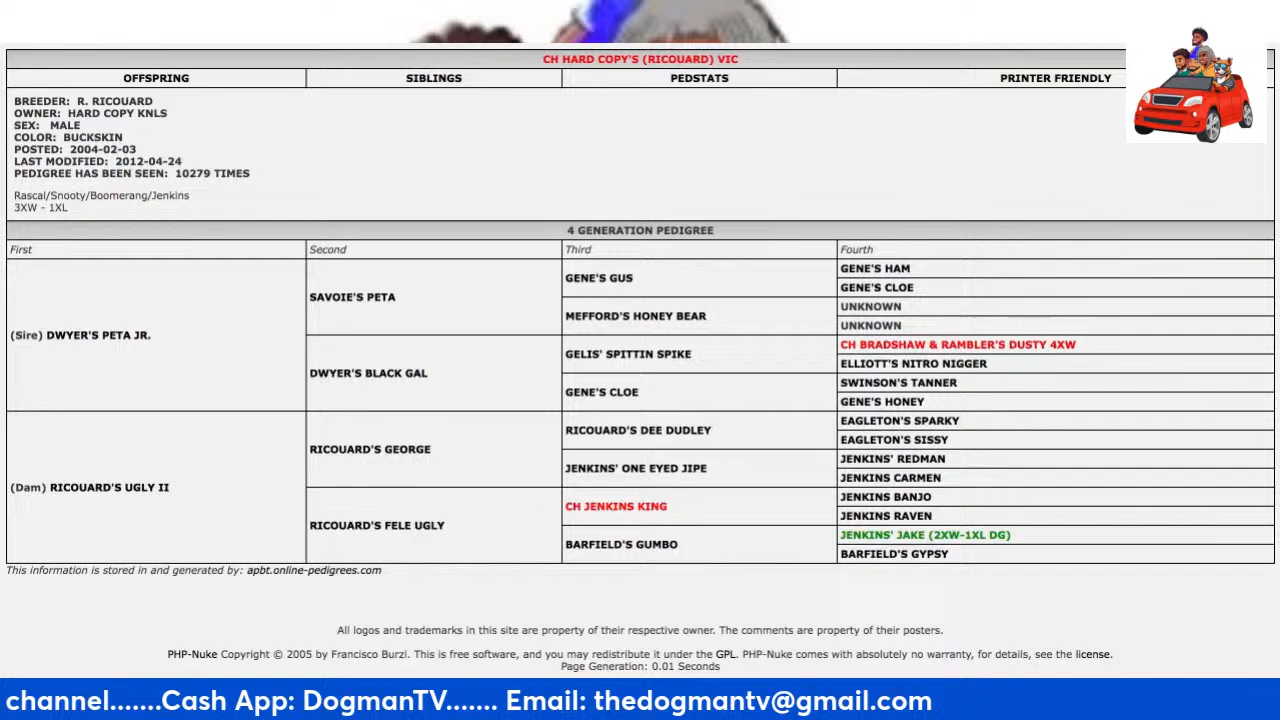 CH HARD COPY'S (RICOUARD) VIC
OFFSPRING SIBLINGS PEDSTATS PRINTER FRIENDLY
BREEDER: R. RICOUARD
OWNER: HARD COPY KNLS
SEX: MALE
COLOR: BUCKSKIN
POSTED: 2004-02-03
LAST MODIFIED: 2012-04-24
PEDIGREE HAS BEEN SEEN: 10279 TIMES
Rascal/Snooty/Boomerang/Jenkins
3XW - 1XL
4 GENERATION PEDIGREE
First Second Third Fourth
(Sire) DWYER'S PETA JR.
SAVOIE'S PETA
GENE'S GUS
GENE'S HAM
GENE'S CLOE
MEFFORD'S HONEY BEAR
UNKNOWN
UNKNOWN
DWYER'S BLACK GAL
GELIS' SPITTIN SPIKE
CH BRADSHAW & RAMBLER'S DUSTY 4XW
ELLIOTT'S NITRO NIGGER
GENE'S CLOE
SWINSON'S TANNER
GENE'S HONEY
(Dam) RICOUARD'S UGLY II
RICOUARD'S GEORGE
RICOUARD'S DEE DUDLEY
EAGLETON'S SPARKY
EAGLETON'S SISSY
JENKINS' ONE EYED JIPE
JENKINS' REDMAN
JENKINS CARMEN
RICOUARD'S FELE UGLY
CH JENKINS KING
JENKINS BANJO
JENKINS RAVEN
BARFIELD'S GUMBO
JENKINS' JAKE (2XW-1XL DG)
BARFIELD'S GYPSY
This information is stored in and generated by: apbt.online-pedigrees.com
All logos and trademarks in this site are property of their respective owner. The comments are property of their posters.
PHP-Nuke Copyright © 2005 by Francisco Burzi. This is free software, and you may redistribute it under the GPL. PHP-Nuke comes with absolutely no warranty, for details, see the license.
Page Generation: 0.01 Seconds
channel.......Cash App: DogmanTV....... Email: thedogmantv@gmail.com